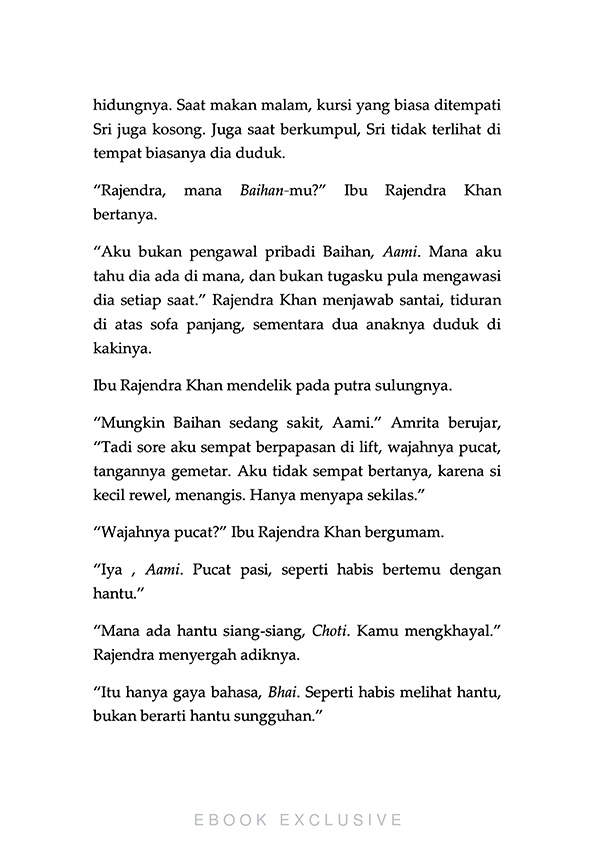 hidungnya. Saat makan malam, kursi yang biasa ditempati
Sri juga kosong. Juga saat berkumpul, Sri tidak terlihat di
tempat biasanya dia duduk.
“Rajendra, mana Baihan-mu?” Ibu Rajendra Khan
bertanya.
“Aku bukan pengawal pribadi Baihan, Aami. Mana aku
tahu dia ada di mana, dan bukan tugasku pula mengawasi
dia setiap saat.” Rajendra Khan menjawab santai, tiduran
di atas sofa panjang, sementara dua anaknya duduk di
kakinya.
Ibu Rajendra Khan mendelik pada putra sulungnya.
“Mungkin Baihan sedang sakit, Aami.” Amrita berujar,
“Tadi sore aku sempat berpapasan di lift, wajahnya pucat,
tangannya gemetar. Aku tidak sempat bertanya, karena si
kecil rewel, menangis. Hanya menyapa sekilas.”
“Wajahnya pucat?” Ibu Rajendra Khan bergumam.
“Iya , Aami. Pucat pasi, seperti habis bertemu dengan
hantu.”
“Mana ada hantu siang-siang, Choti. Kamu mengkhayal.”
Rajendra menyergah adiknya.
“Itu hanya gaya bahasa, Bhai. Seperti habis melihat hantu,
bukan berarti hantu sungguhan.”
EBOOK EXCLUSIVE